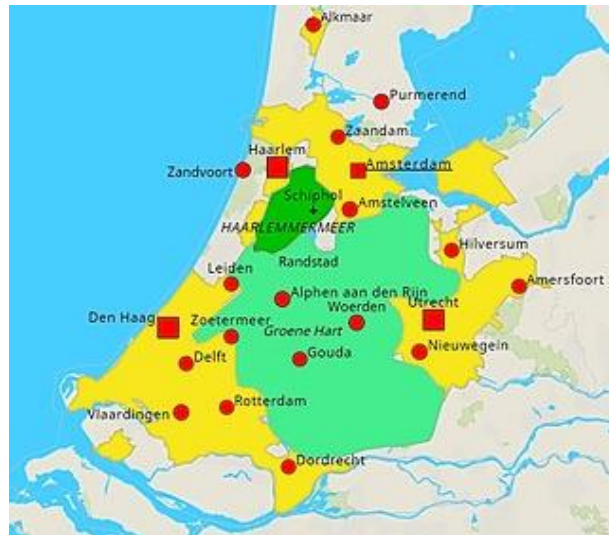 Alkmaar
Purmerend
Zaandam
Haarlem
Amsterdam
Zandvoort
Schiphol
Amstelveen
HAARLEMMERMEER
Hilversum
Randstad
Leiden
Amersfoort
Alphen aan den Rijn
Utrecht
Woerden
Den Haag
Zoetermeer
Groene Hart
Nieuwegein
Delft
Gouda
Rotterdam
Vlaardingen
Dordrecht